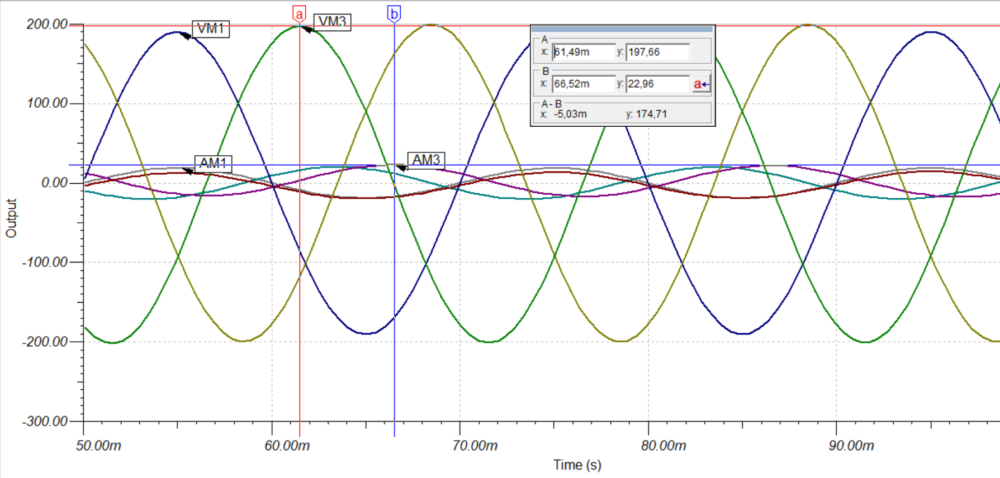 a
b
VM1
VM3
200.00
100.00
0.00
-100.00
-200.00
-300.00
Output
AM1
AM3
A
x: 61,49m y: 197,66
B
x: 66,52m y: 22,96 a
A - B
x: -5,03m y: 174,71
50.00m 60.00m 70.00m 80.00m 90.00m
Time (s)